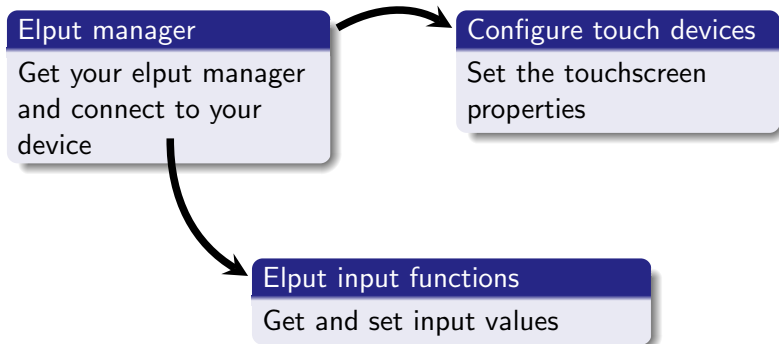 Elput manager
Get your elput manager
and connect to your
device
Configure touch devices
Set the touchscreen
properties
Elput input functions
Get and set input values